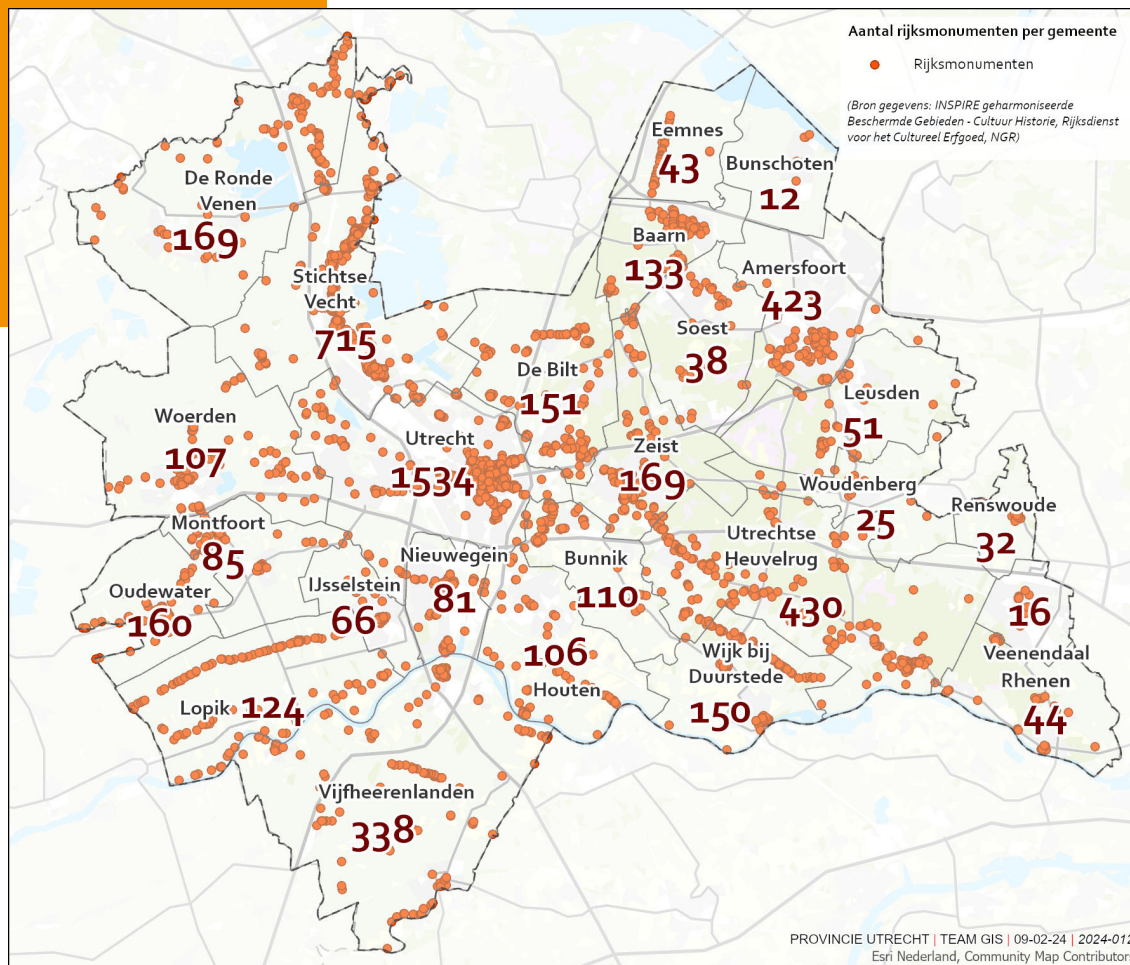 Aantal rijksmonumenten per gemeente
Rijksmonumenten
(Bron gegevens: INSPIRE geharmoniseerde
Beschermde Gebieden - Cultuur Historie, Rijksdienst
voor het Cultureel Erfgoed, NGR)
Eemnes
43
Bunschoten
12
De Ronde
Venen
169
Baarn
133
Amersfoort
423
Stichtse
Vecht
715
Soest
38
De Bilt
151
Leusden
51
Woerden
107
Utrecht
1534
Zeist
169
Woudenberg
25
Renswoude
32
Montfoort
85
Utrechtse
Heuvelrug
430
Nieuwegein
81
Bunnik
110
IJsselstein
66
Oudewater
160
16
Veenendaal
106
Houten
Wijk bij
Duurstede
150
Rhenen
44
Lopik
124
Vijfheerenlanden
338
PROVINCIE UTRECHT | TEAM GIS | 09-02-24 | 2024-012
Esri Nederland, Community Map Contributor